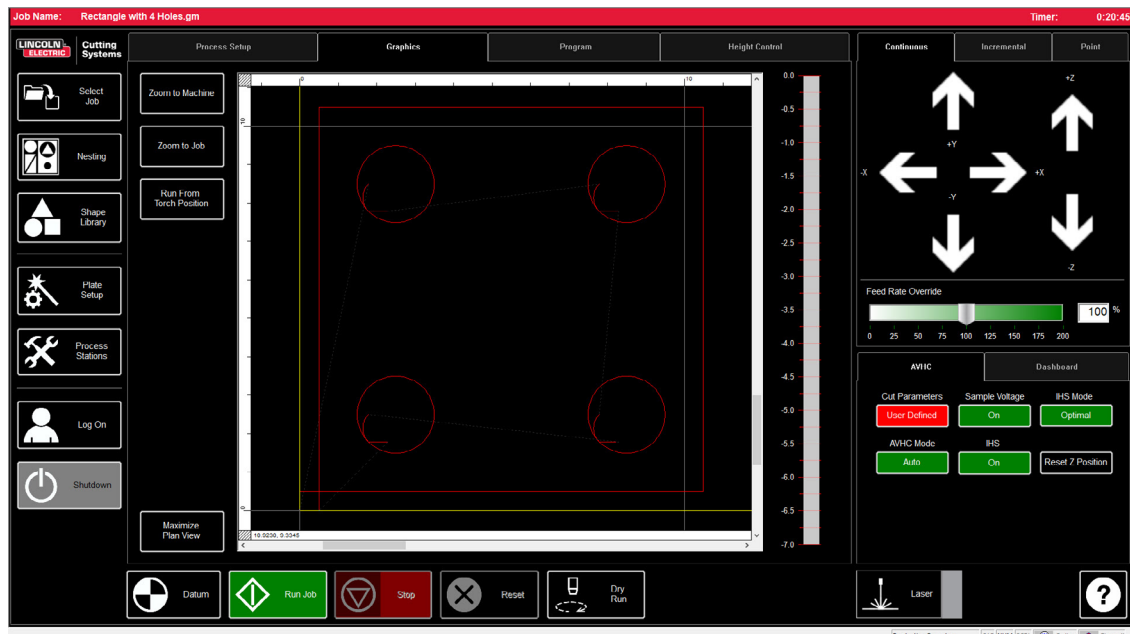 Job Name: Rectangle with 4 Holes.gm
Timer: 0:20:45
LINCOLN ELECTRIC
Cutting Systems
Select Job
Nesting
Shape Library
Plate Setup
Process Stations
Log On
Shutdown
Process Setup
Graphics
Program
Height Control
Zoom to Machine
Zoom to Job
Run From
Torch Position
Maximize
Plan View
0
10
10
0
0.0
-0.5
-1.0
-1.5
-2.0
-2.5
-3.0
-3.5
-4.0
-4.5
-5.0
-5.5
-6.0
-6.5
-7.0
Continuous
Incremental
Point
+Z
+Y
-X
+X
-Y
-Z
Feed Rate Override
100 %
0 25 50 75 100 125 150 175 200
AVHC
Dashboard
Cut Parameters
Sample Voltage
IHS Mode
User Defined
On
Optimal
AVHC Mode
IHS
Auto
On
Reset Z Position
Datum
Run Job
Stop
Reset
Dry
Run
Laser
?